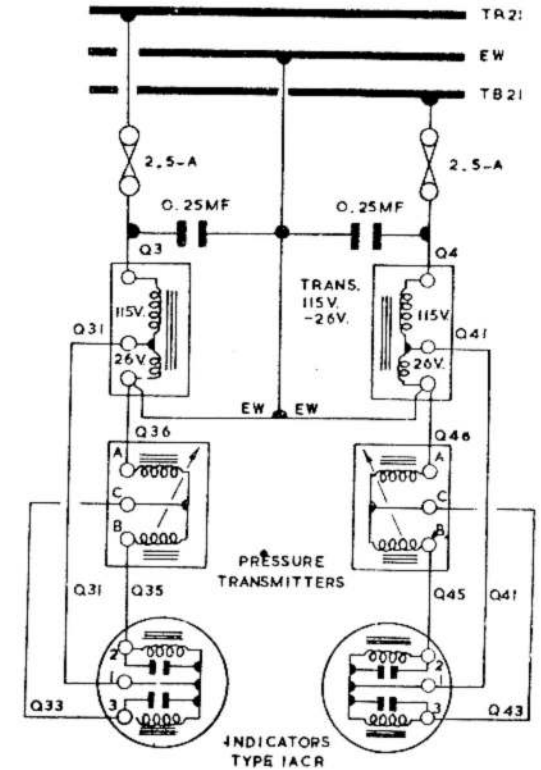 TR21
EW
TB21
2.5-A
2.5-A
0.25MF
0.25MF
Q3
Q4
TRANS.
115V.
-26V.
115V.
115V.
Q31
Q41
26V.
26V.
EW
EW
Q36
Q46
A
A
C
C
B
B.
PRESSURE
TRANSMITTERS
Q31
Q35
Q45
Q41
2
2
1
1
3
3
Q33
Q43
INDICATORS
TYPE IACR